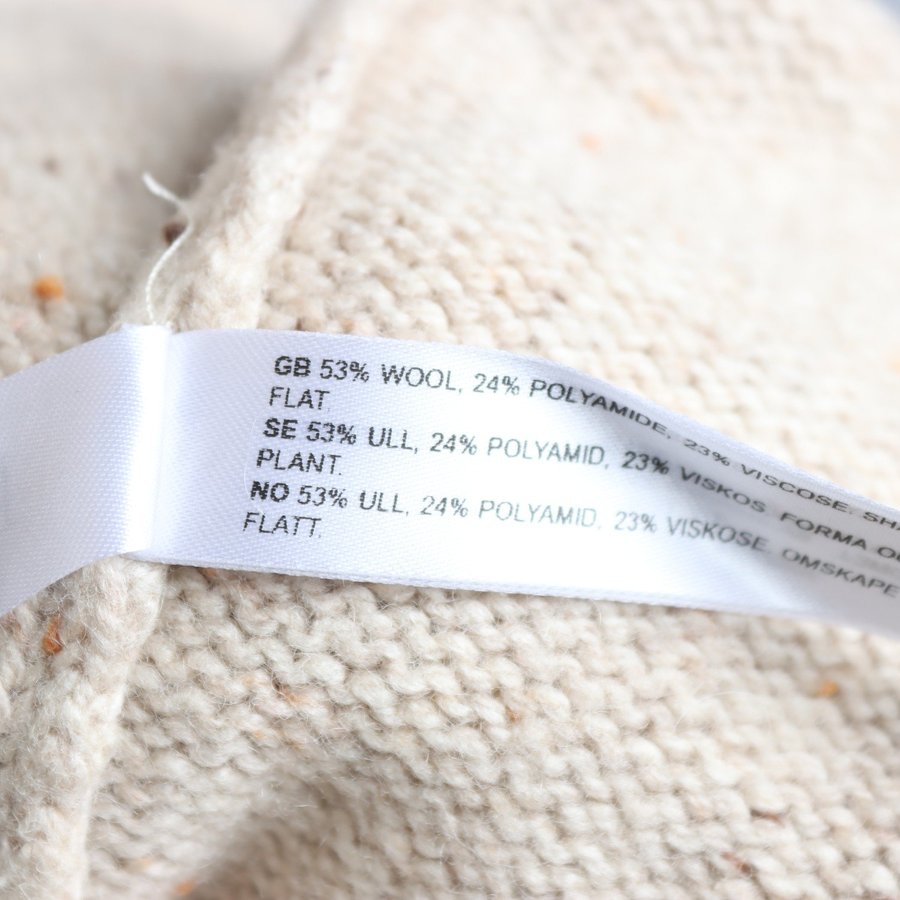 GB 53% WOOL, 24% POLYAMIDE, 23% VISCOSE.
FLAT.
SE 53% ULL, 24% POLYAMID, 23% VISKOS. FORMA
PLANT.
NO 53% ULL, 24% POLYAMID, 23% VISKOSE. OMSKAPE
FLATT.